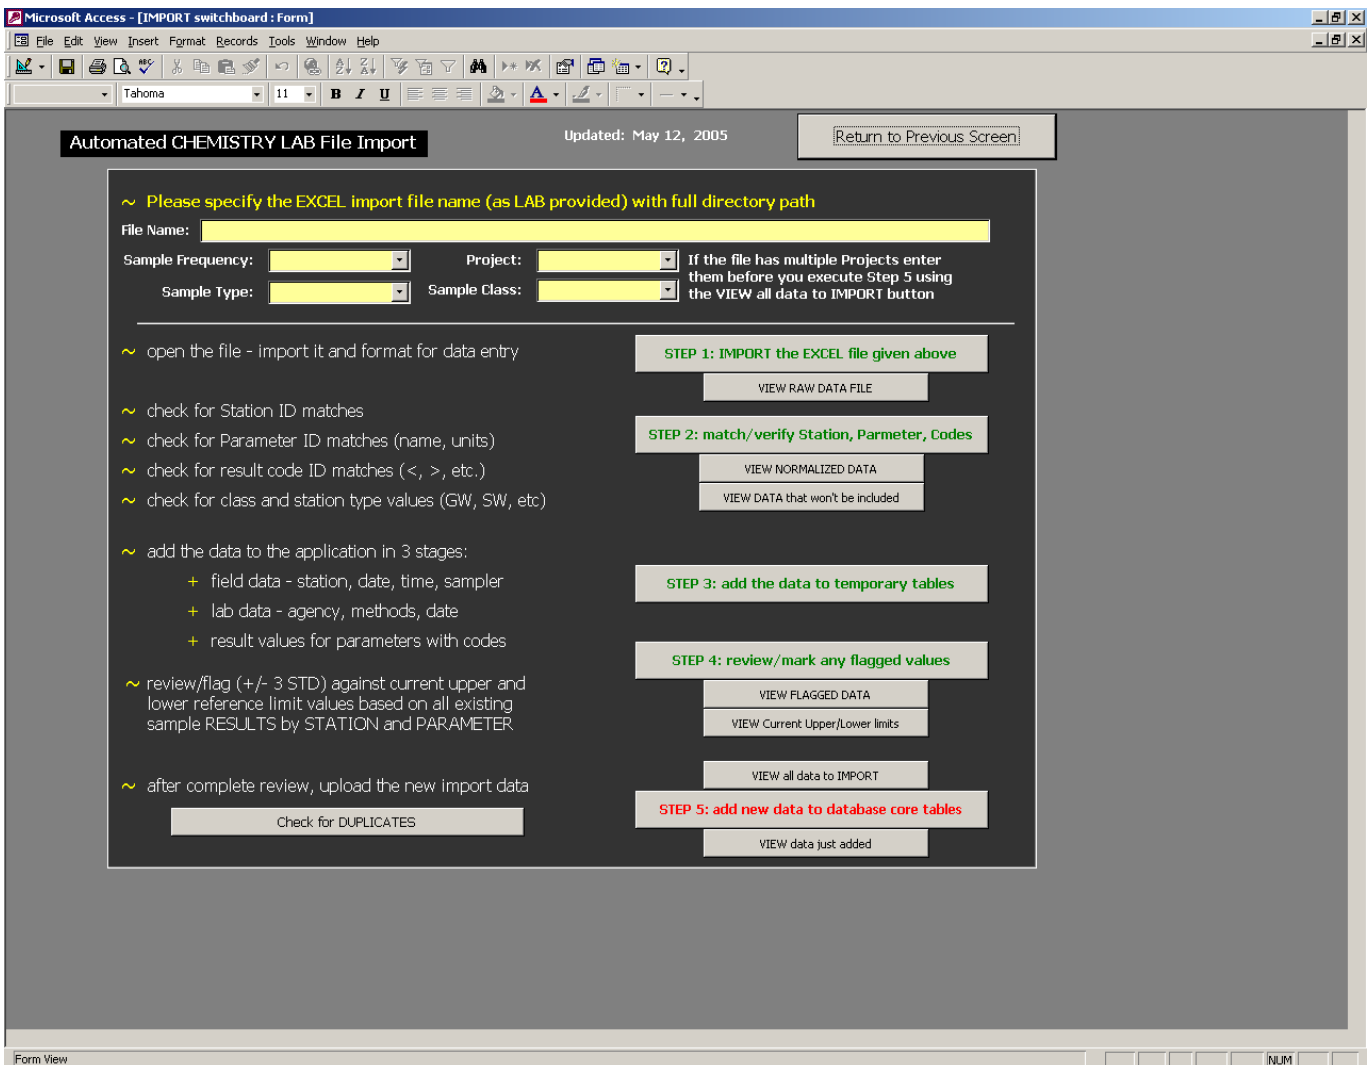 Microsoft Access - [IMPORT switchboard : Form]
File Edit View Insert Format Records Tools Window Help
Tahoma 11 B I U
Automated CHEMISTRY LAB File Import
Updated: May 12, 2005
Return to Previous Screen
~ Please specify the EXCEL import file name (as LAB provided) with full directory path
File Name:
Sample Frequency:
Project:
If the file has multiple Projects enter
them before you execute Step 5 using
the VIEW all data to IMPORT button
Sample Type:
Sample Class:
~ open the file - import it and format for data entry
STEP 1: IMPORT the EXCEL file given above
VIEW RAW DATA FILE
~ check for Station ID matches
~ check for Parameter ID matches (name, units)
~ check for result code ID matches (<, >, etc.)
~ check for class and station type values (GW, SW, etc)
STEP 2: match/verify Station, Parmeter, Codes
VIEW NORMALIZED DATA
VIEW DATA that won't be included
~ add the data to the application in 3 stages:
+ field data - station, date, time, sampler
+ lab data - agency, methods, date
+ result values for parameters with codes
STEP 3: add the data to temporary tables
STEP 4: review/mark any flagged values
VIEW FLAGGED DATA
VIEW Current Upper/Lower limits
~ review/flag (+/- 3 STD) against current upper and
lower reference limit values based on all existing
sample RESULTS by STATION and PARAMETER
VIEW all data to IMPORT
~ after complete review, upload the new import data
STEP 5: add new data to database core tables
Check for DUPLICATES
VIEW data just added
Form View
NUM